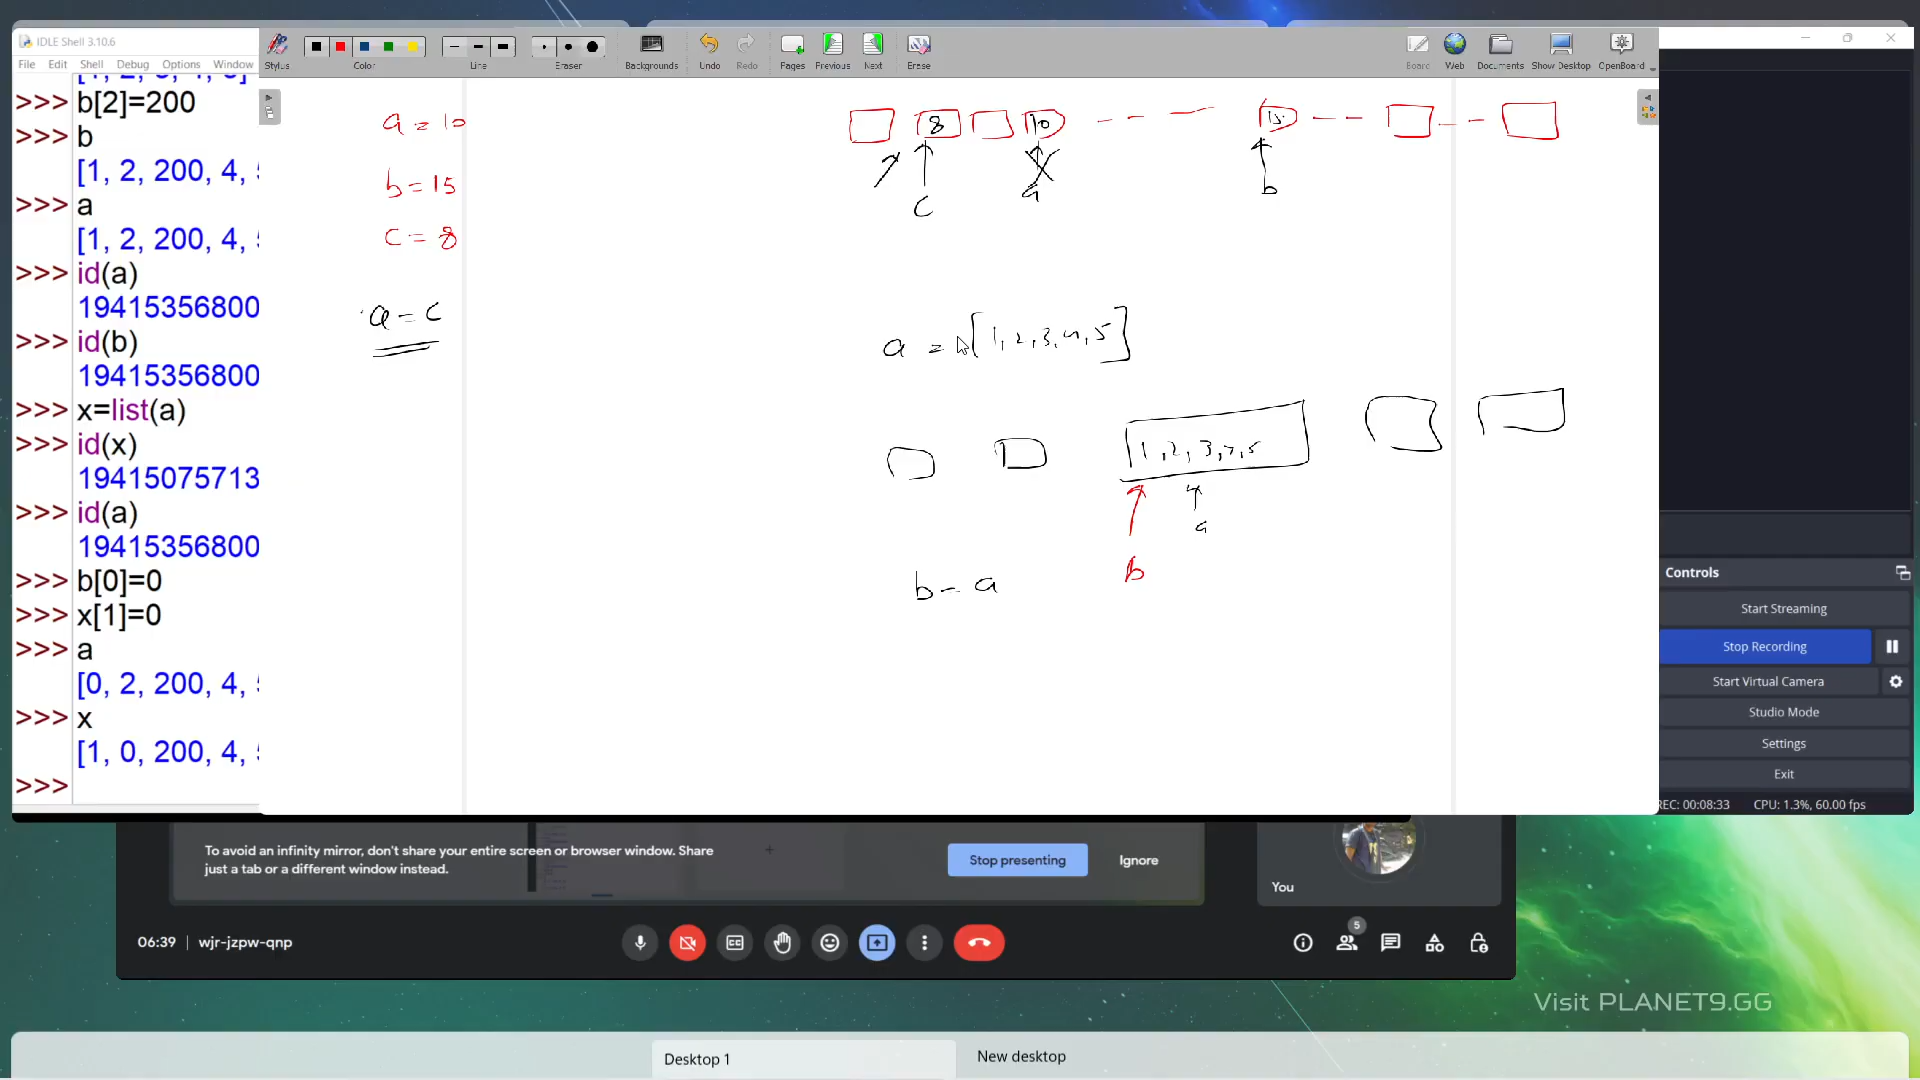 IDLE Shell 3.10.6
File Edit Shell Debug Options Window
>>> b[2]=200
>>> b
[1, 2, 200, 4,
>>> a
[1, 2, 200, 4,
>>> id(a)
19415356800
>>> id(b)
19415356800
>>> x=list(a)
>>> id(x)
19415075713
>>> id(a)
19415356800
>>> b[0]=0
>>> x[1]=0
>>> a
[0, 2, 200, 4,
>>> x
[1, 0, 200, 4,
>>>
Stylus Color Line Eraser Backgrounds Undo Redo Pages Previous Next Erase Board Web Documents Show Desktop OpenBoard
a = 10
b = 15
c = 8
a = c
8 10 15
c a b
a = [1,2,3,4,5]
1,2,3,4,5
b a
b = a
Controls
Start Streaming
Stop Recording
Start Virtual Camera
Studio Mode
Settings
Exit
REC: 00:08:33 CPU: 1.3%, 60.00 fps
To avoid an infinity mirror, don't share your entire screen or browser window. Share
just a tab or a different window instead.
Stop presenting Ignore
You
06:39 | wjr-jzpw-qnp
5
Visit PLANET9.GG
Desktop 1 New desktop